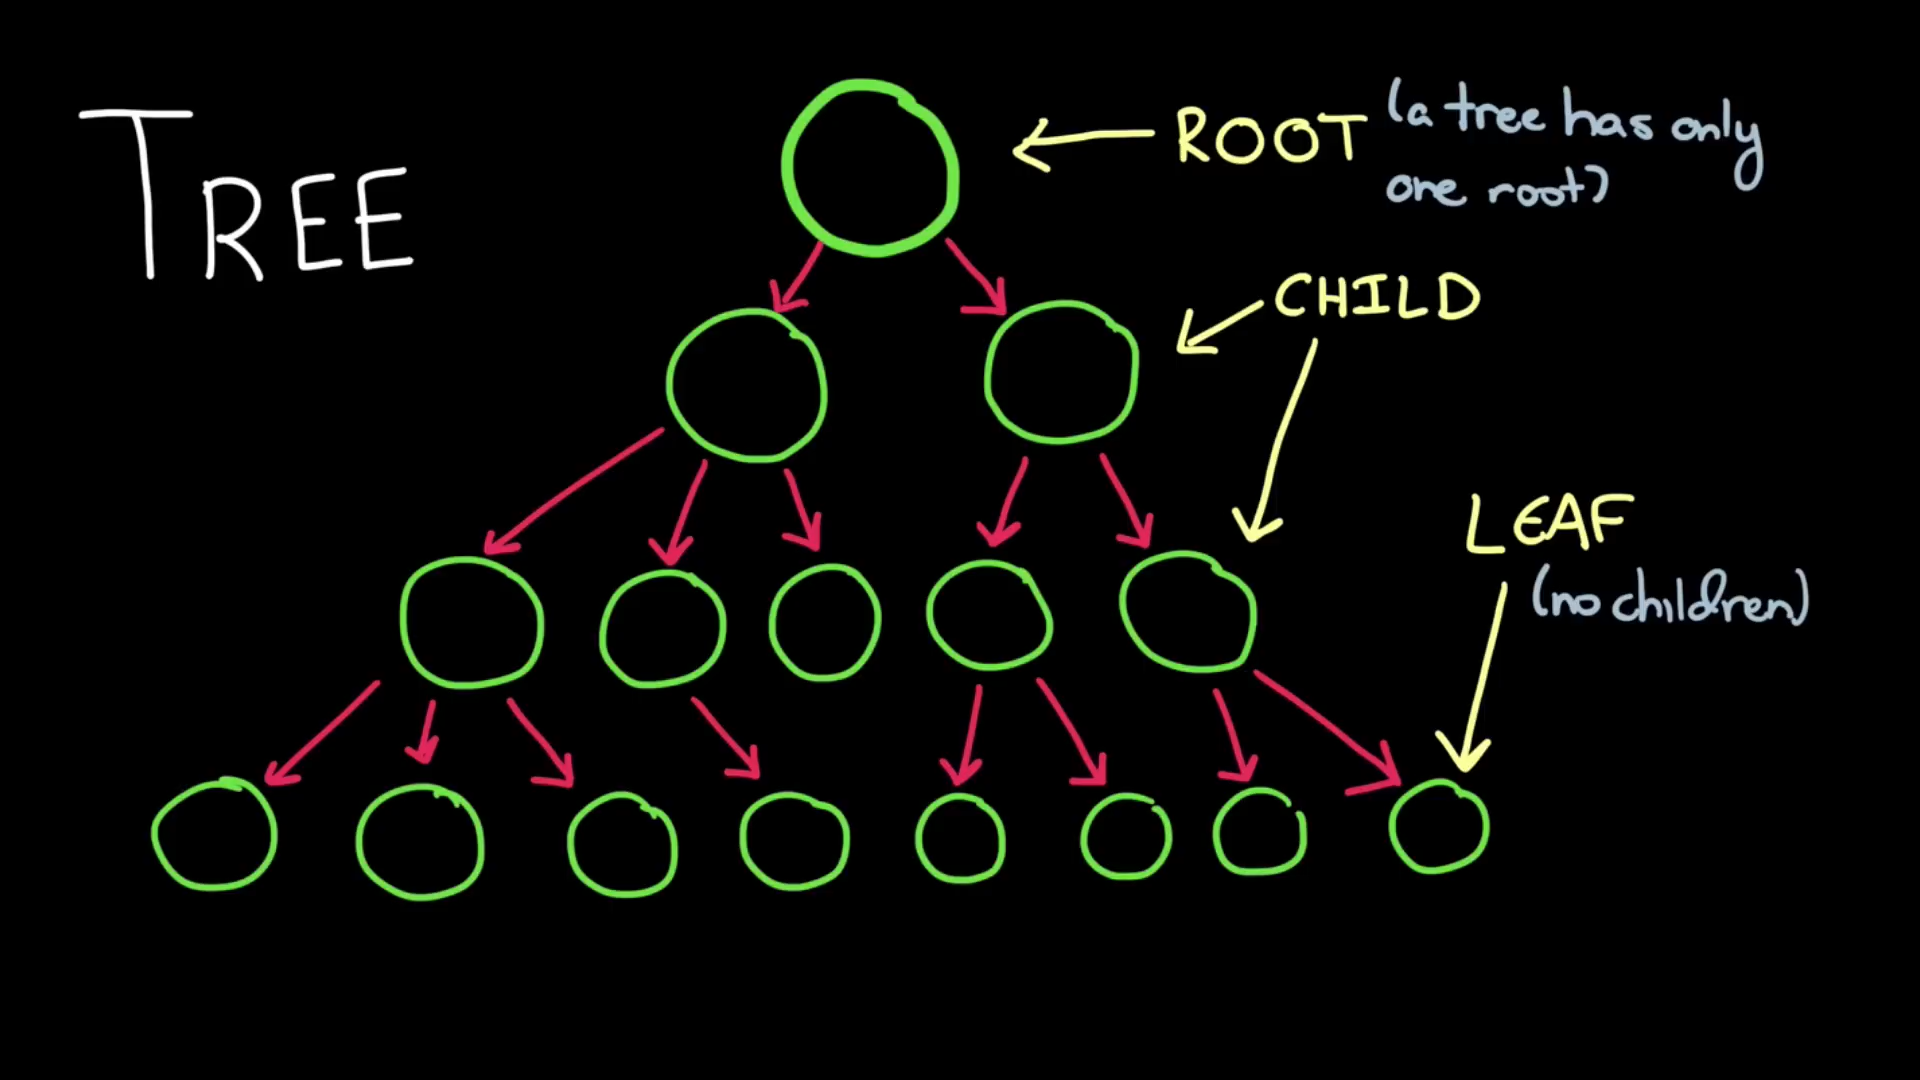 TREE
ROOT (a tree has only
one root)
CHILD
LEAF
(no children)